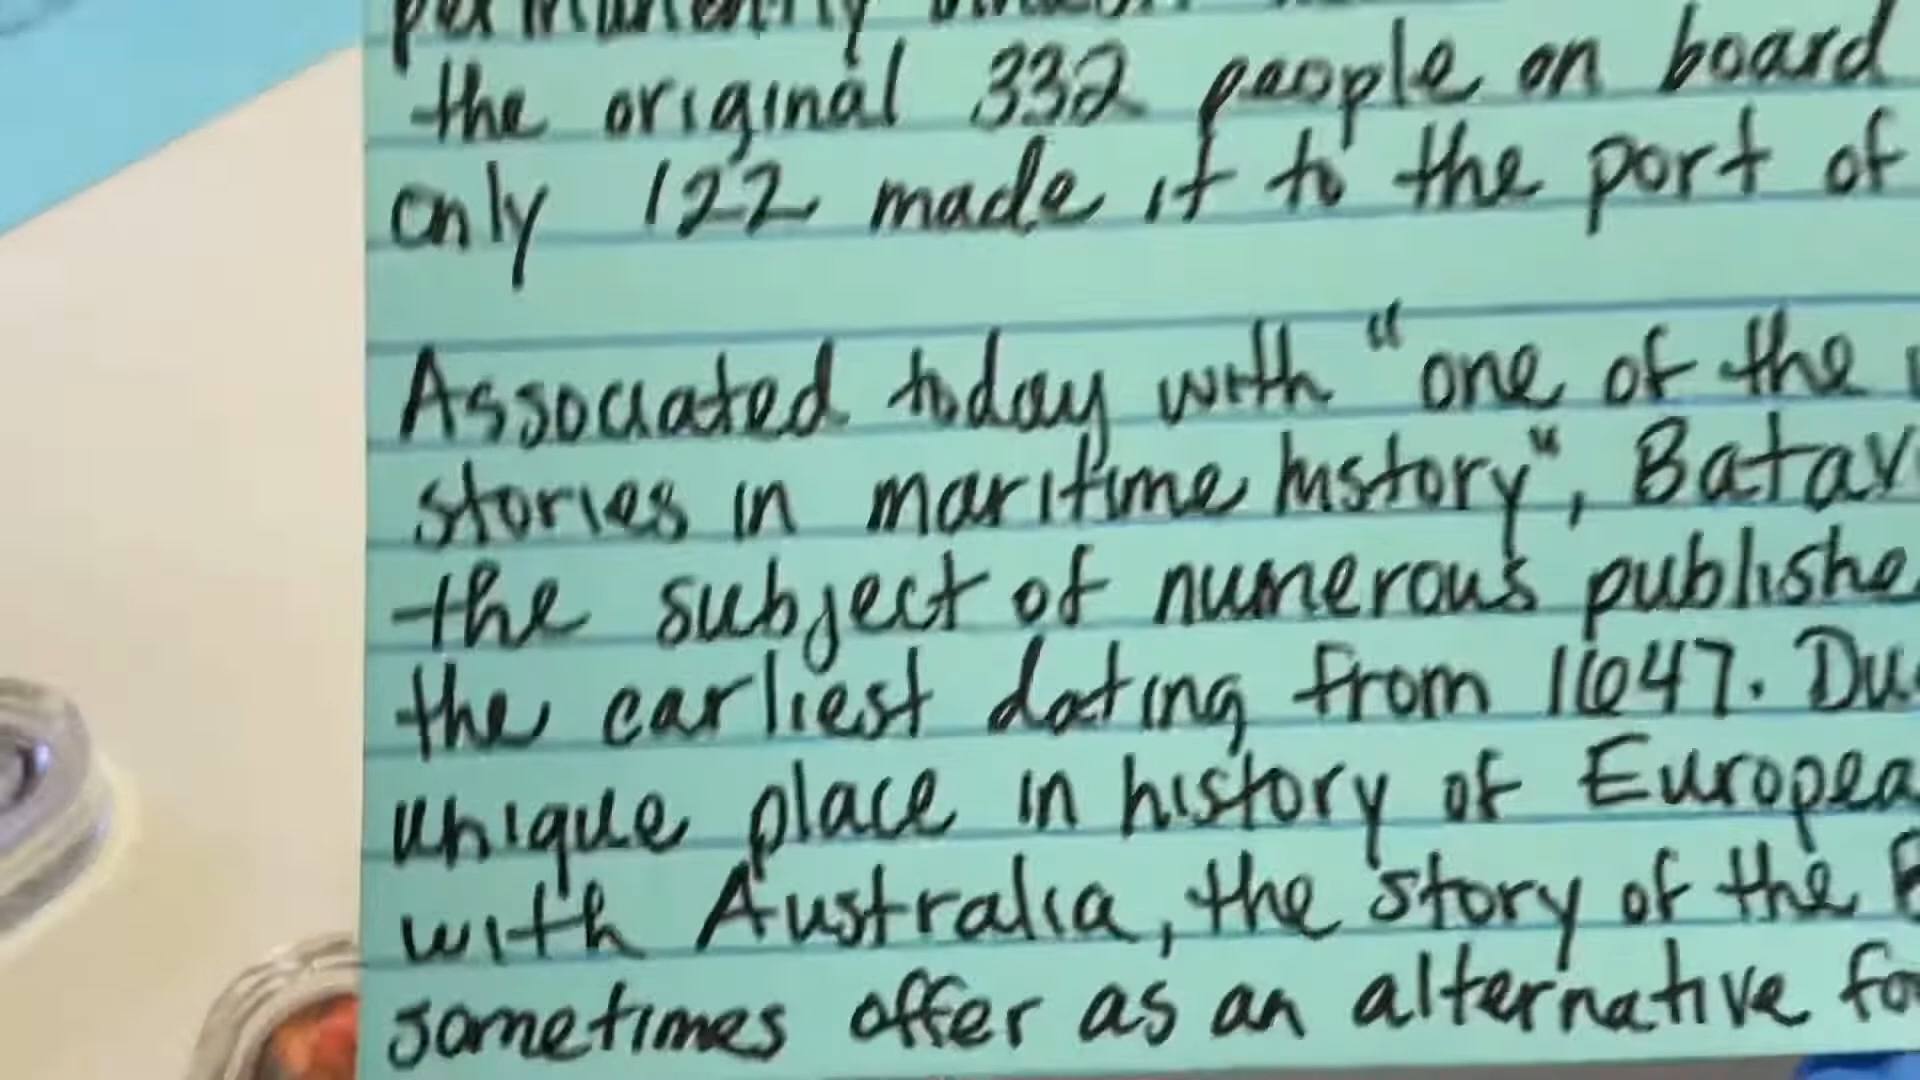 the original 332 people on board
only 122 made it to the port of
Associated today with "one of the
stories in maritime history", Batav
the subject of numerous publishe
the earliest dating from 1647. Du
unique place in history of Europea
with Australia, the story of the B
sometimes offer as an alternative fo